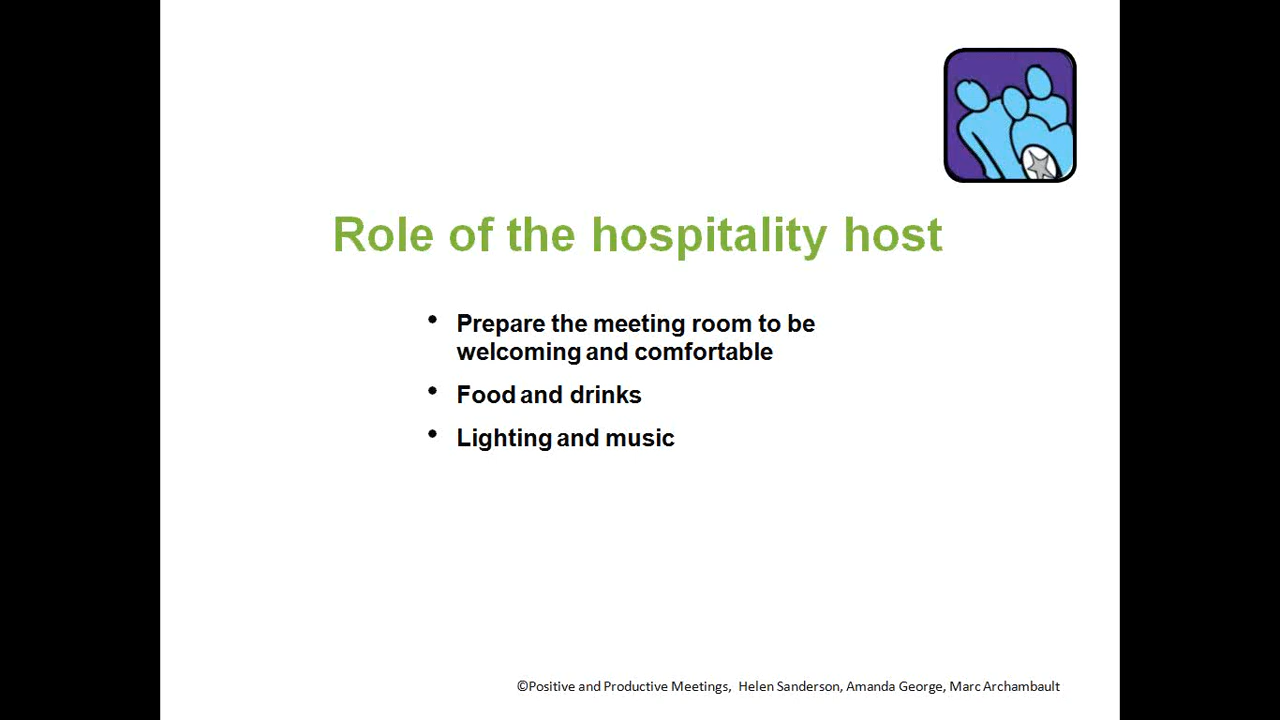 Role of the hospitality host
• Prepare the meeting room to be
welcoming and comfortable
• Food and drinks
• Lighting and music
©Positive and Productive Meetings, Helen Sanderson, Amanda George, Marc Archambault